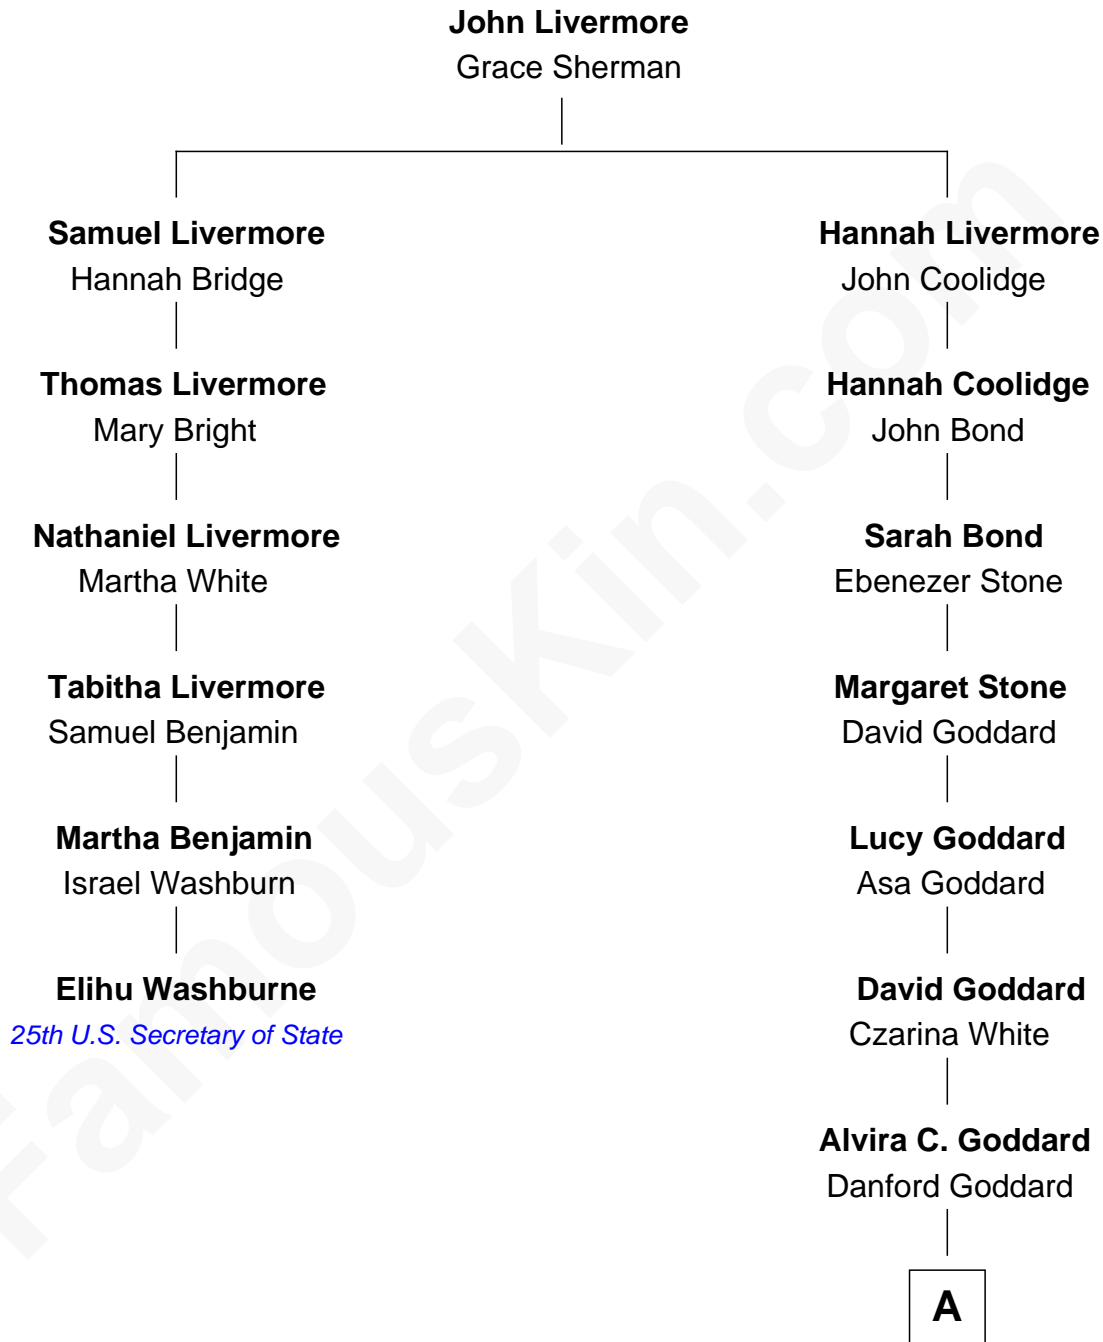 John Livermore
Grace Sherman
Samuel Livermore
Hannah Bridge
Hannah Livermore
John Coolidge
Thomas Livermore
Mary Bright
Hannah Coolidge
John Bond
Nathaniel Livermore
Martha White
Sarah Bond
Ebenezer Stone
Tabitha Livermore
Samuel Benjamin
Margaret Stone
David Goddard
Martha Benjamin
Israel Washburn
Lucy Goddard
Asa Goddard
Elihu Washburne
25th U.S. Secretary of State
David Goddard
Czarina White
Alvira C. Goddard
Danford Goddard
A
FamousKin.com